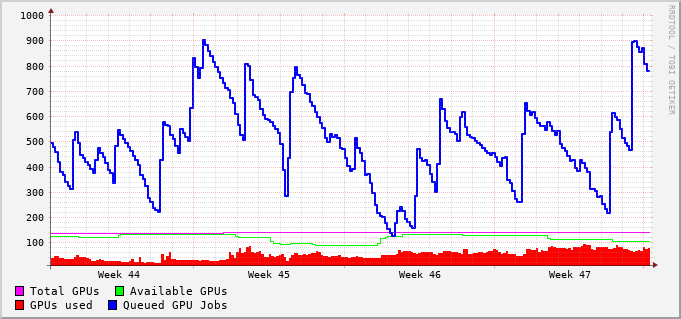 1000
900
800
700
600
500
400
300
200
100
Week 44 Week 45 Week 46 Week 47
Total GPUs Available GPUs
GPUs used Queued GPU Jobs
RRDTOOL / TOBI OETIKER